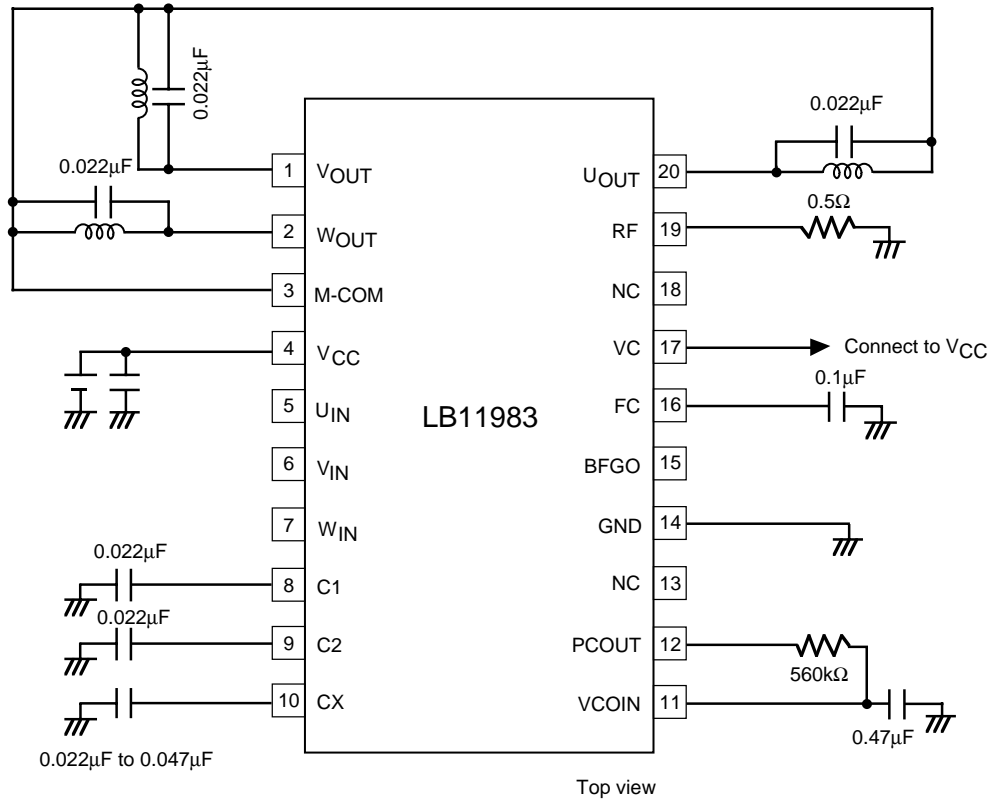 0.022µF
0.022µF
0.022µF
1 VOUT
UOUT 20
0.5Ω
2 WOUT
RF 19
3 M-COM
NC 18
4 VCC
VC 17
Connect to VCC
0.1µF
5 UIN
LB11983
FC 16
6 VIN
BFGO 15
7 WIN
GND 14
0.022µF
8 C1
NC 13
0.022µF
9 C2
PCOUT 12
560kΩ
10 CX
VCOIN 11
0.47µF
0.022µF to 0.047µF
Top view